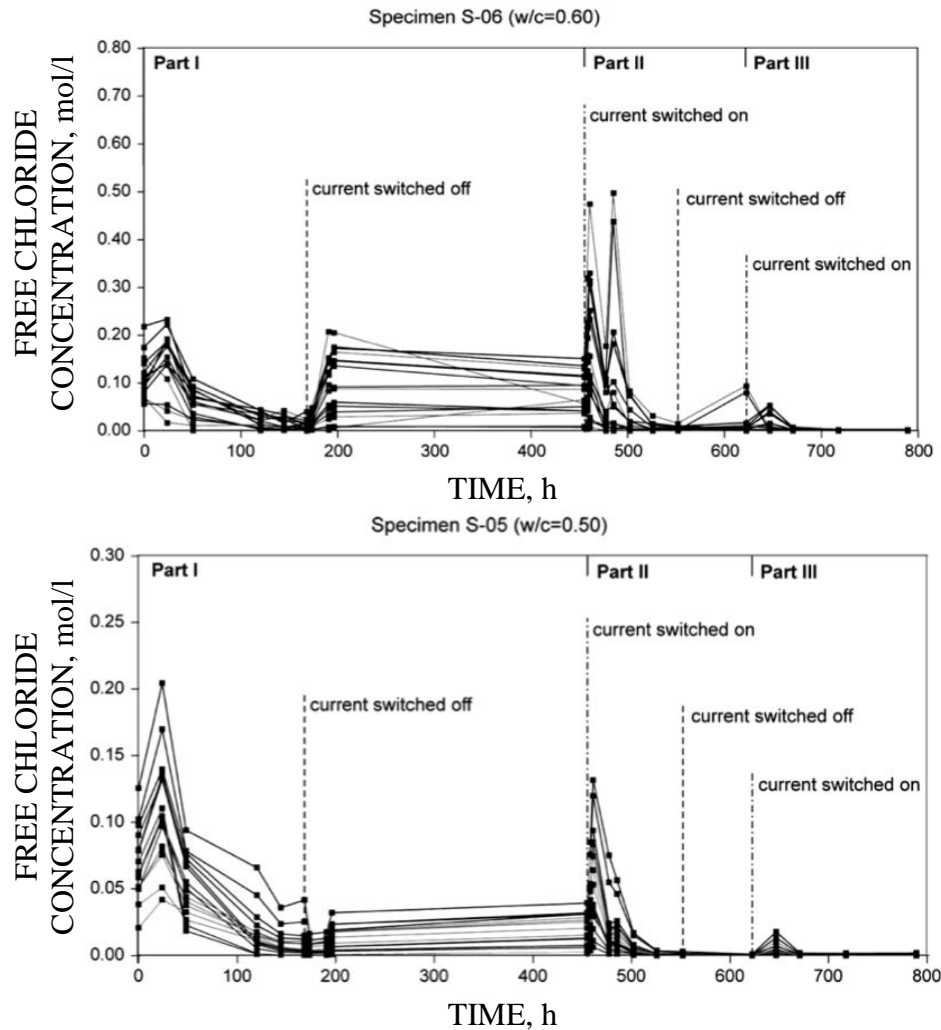 Specimen S-06 (w/c=0.60)
FREE CHLORIDE
CONCENTRATION, mol/l
0.80
0.70
0.60
0.50
0.40
0.30
0.20
0.10
0.00
Part I
Part II
Part III
current switched on
current switched off
current switched off
current switched on
0 100 200 300 400 500 600 700 800
TIME, h
Specimen S-05 (w/c=0.50)
FREE CHLORIDE
CONCENTRATION, mol/l
0.30
0.25
0.20
0.15
0.10
0.05
0.00
Part I
Part II
Part III
current switched on
current switched off
current switched off
current switched on
0 100 200 300 400 500 600 700 800
TIME, h